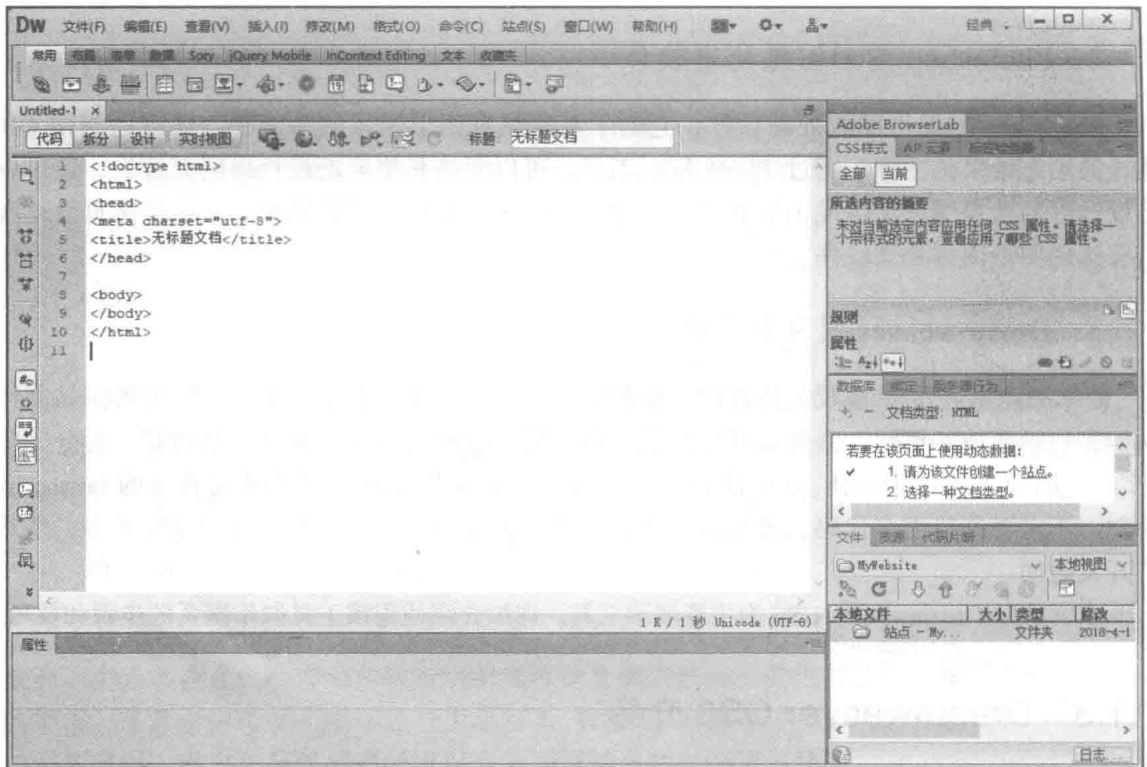 Dw 文件(F) 编辑(E) 查看(V) 插入(I) 修改(M) 格式(O) 命令(C) 站点(S) 窗口(W) 帮助(H) 经典
常用 布局 表单 数据 Spry jQuery Mobile InContext Editing 文本 收藏夹
Untitled-1 ×
代码 拆分 设计 实时视图 标题: 无标题文档
1 <!doctype html>
2 <html>
3 <head>
4 <meta charset="utf-8">
5 <title>无标题文档</title>
6 </head>
7
8 <body>
9 </body>
10 </html>
11
1 K / 1 秒 Unicode (UTF-8)
属性
Adobe BrowserLab
CSS样式 AP 元素 标签检查器
全部 当前
所选内容的摘要
未对当前选定内容应用任何 CSS 属性。请选择一
个带样式的元素，查看应用了哪些 CSS 属性。
规则
属性
数据库 绑定 服务器行为
文档类型: HTML
若要在该页面上使用动态数据:
1. 请为该文件创建一个站点。
2. 选择一种文档类型。
文件 资源 代码片断
MyWebsite 本地视图
本地文件 大小 类型 修改
站点 - My... 文件夹 2016-4-1
日志...